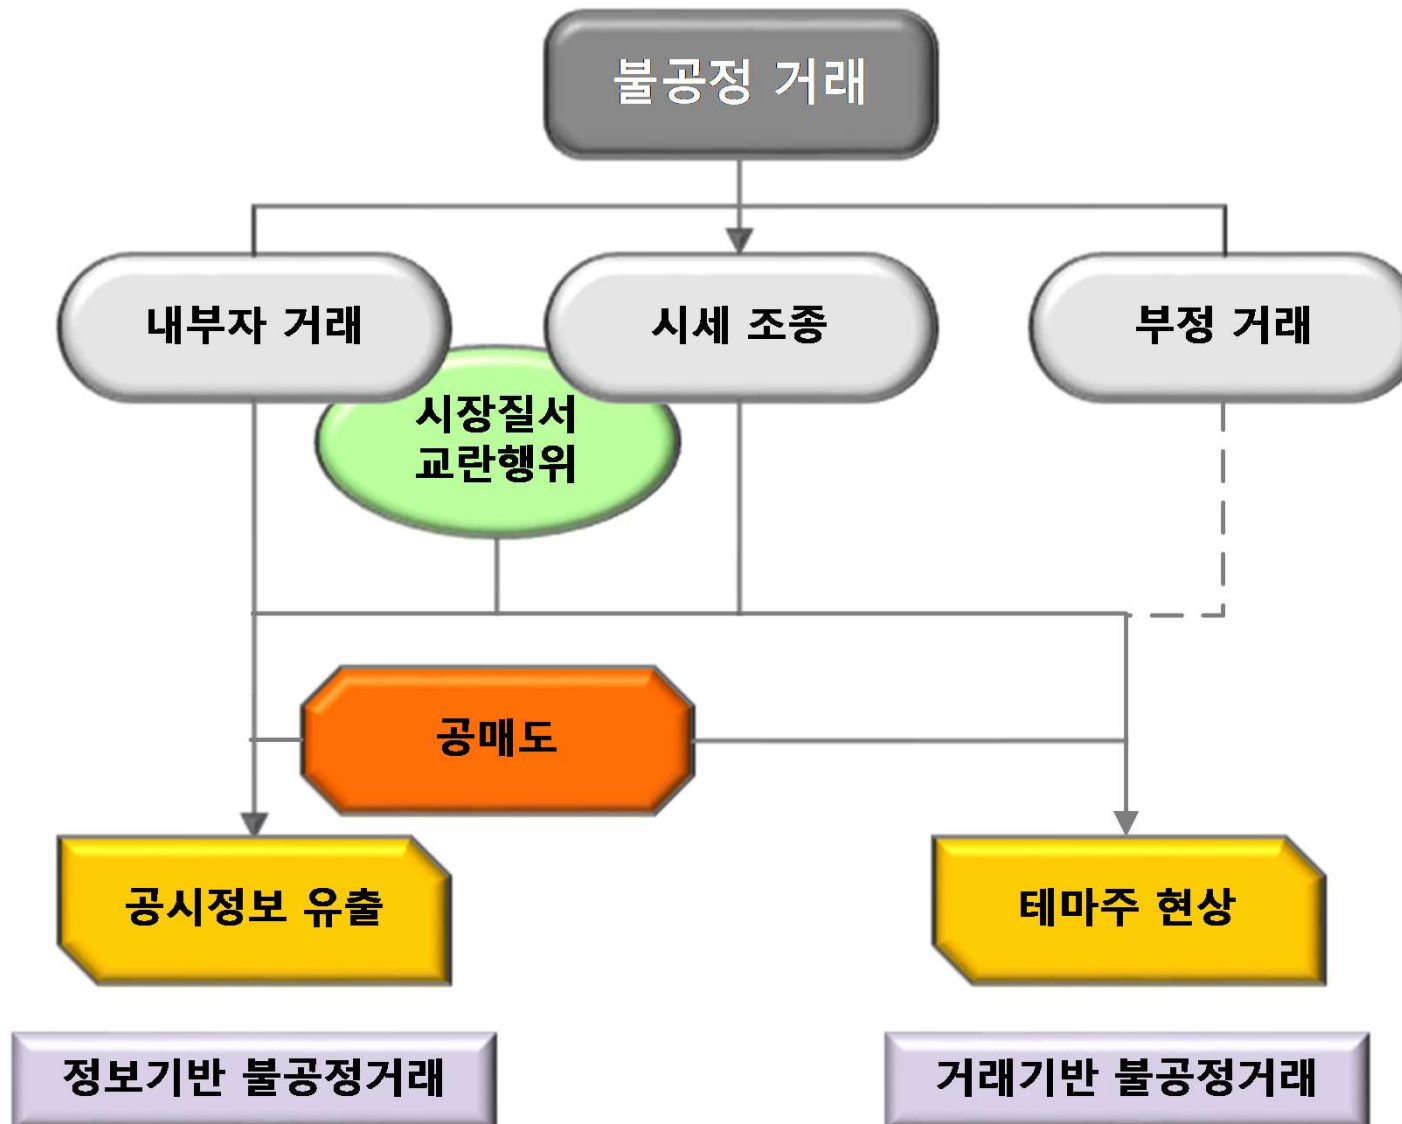 불공정 거래
내부자 거래
시세 조종
부정 거래
시장질서
교란행위
공매도
공시정보 유출
테마주 현상
정보기반 불공정거래
거래기반 불공정거래